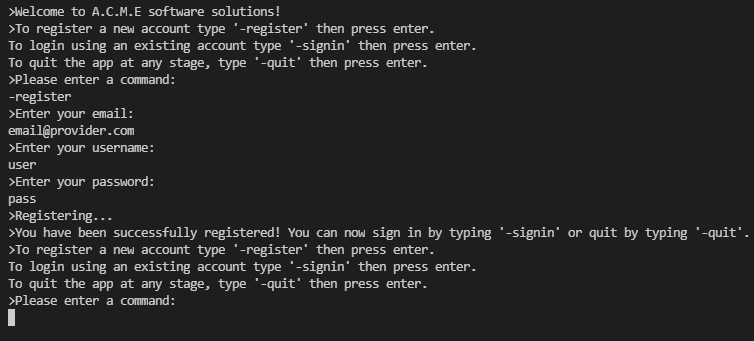 >Welcome to A.C.M.E software solutions!
>To register a new account type '-register' then press enter.
To login using an existing account type '-signin' then press enter.
To quit the app at any stage, type '-quit' then press enter.
>Please enter a command:
-register
>Enter your email:
email@provider.com
>Enter your username:
user
>Enter your password:
pass
>Registering...
>You have been successfully registered! You can now sign in by typing '-signin' or quit by typing '-quit'.
>To register a new account type '-register' then press enter.
To login using an existing account type '-signin' then press enter.
To quit the app at any stage, type '-quit' then press enter.
>Please enter a command: